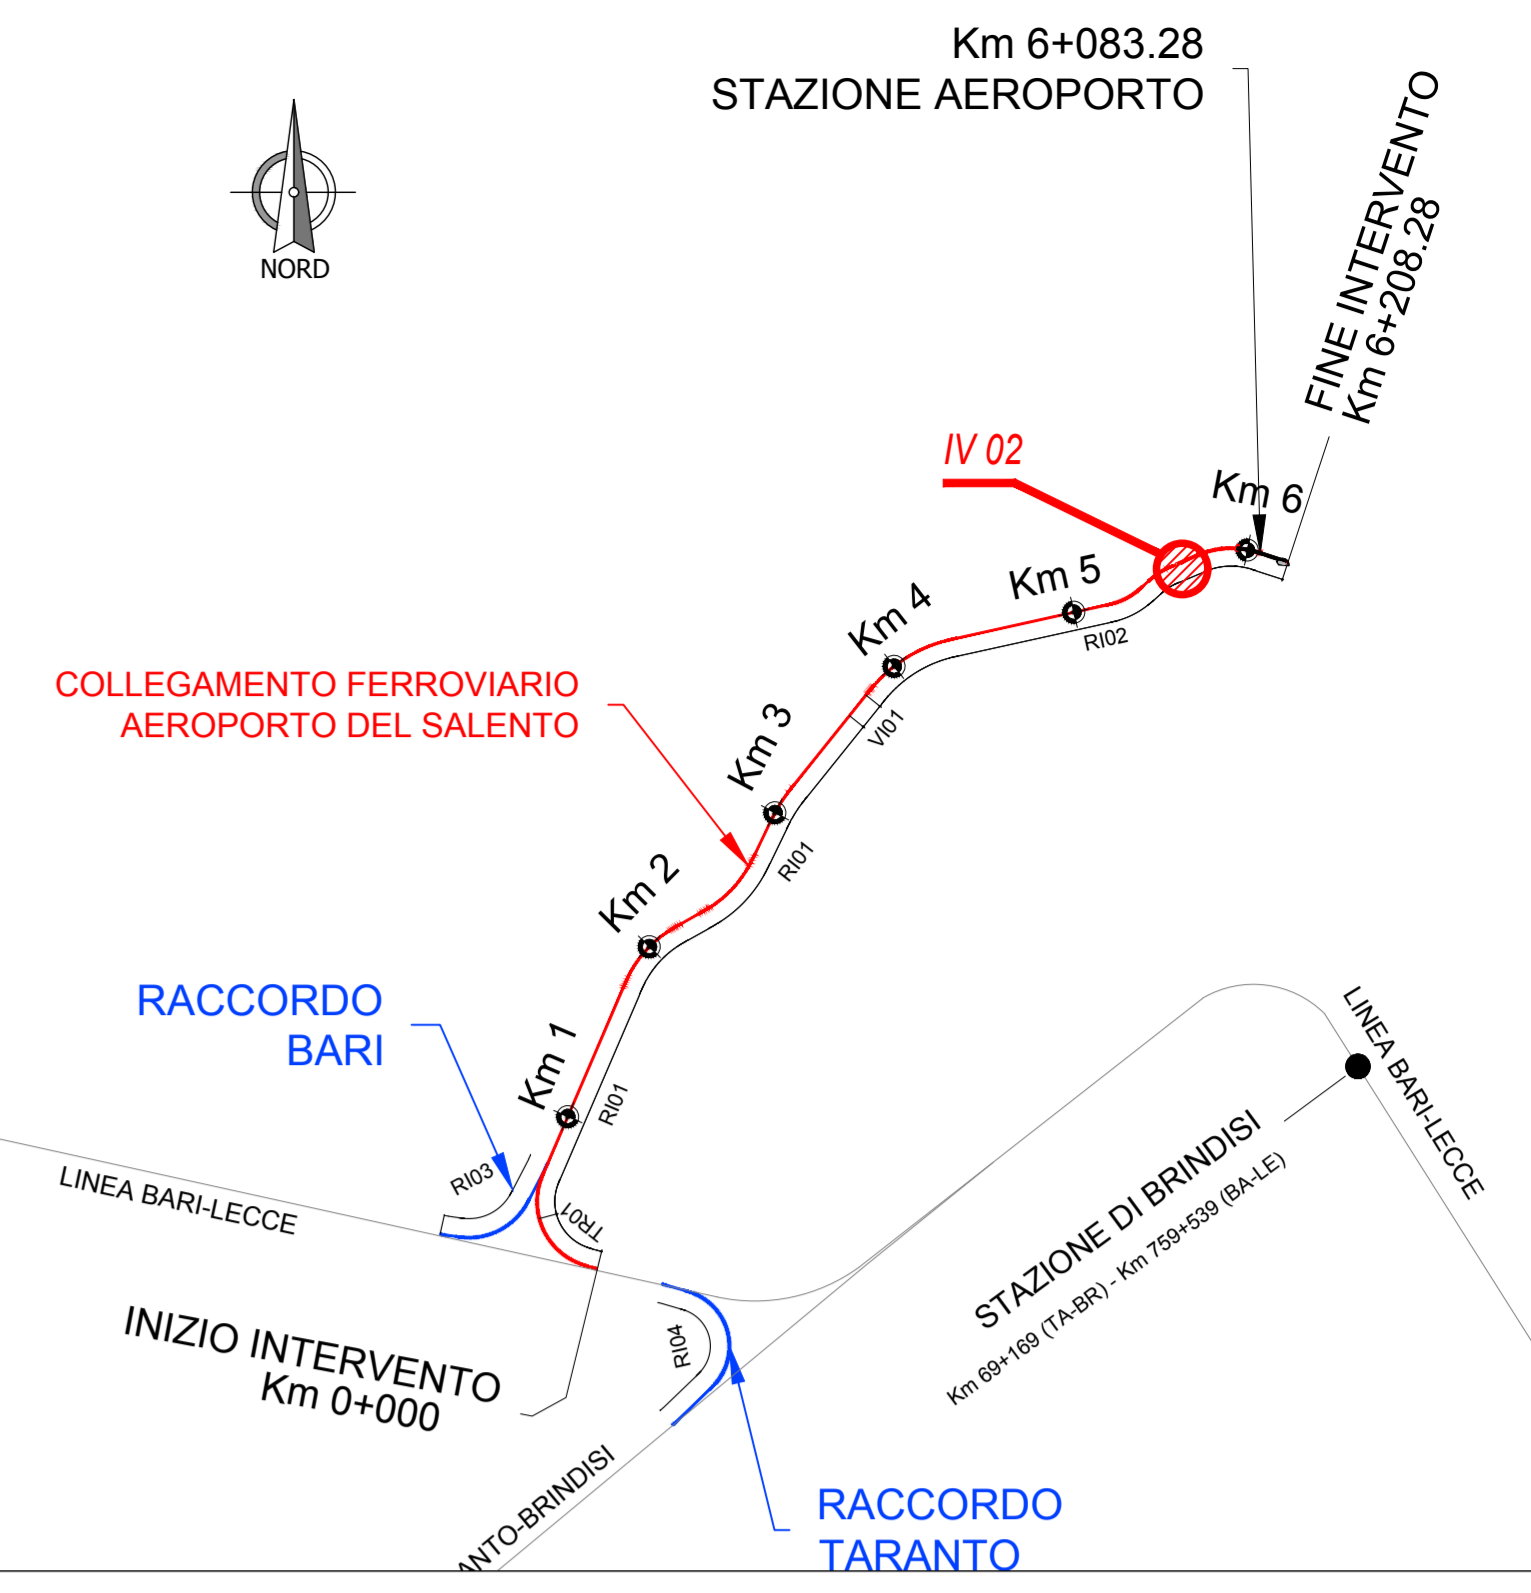 Km 6+083.28
STAZIONE AEROPORTO
FINE INTERVENTO
Km 6+208.28
NORD
IV 02
Km 6
Km 5
RI02
Km 4
COLLEGAMENTO FERROVIARIO
AEROPORTO DEL SALENTO
VI01
Km 3
RI01
Km 2
RACCORDO
BARI
LINEA BARI-LECCE
Km 1
RI01
RI03
LINEA BARI-LECCE
TR01
STAZIONE DI BRINDISI
Km 69+169 (TA-BR) - Km 759+539 (BA-LE)
INIZIO INTERVENTO
Km 0+000
RI04
ANTO-BRINDISI
RACCORDO
TARANTO